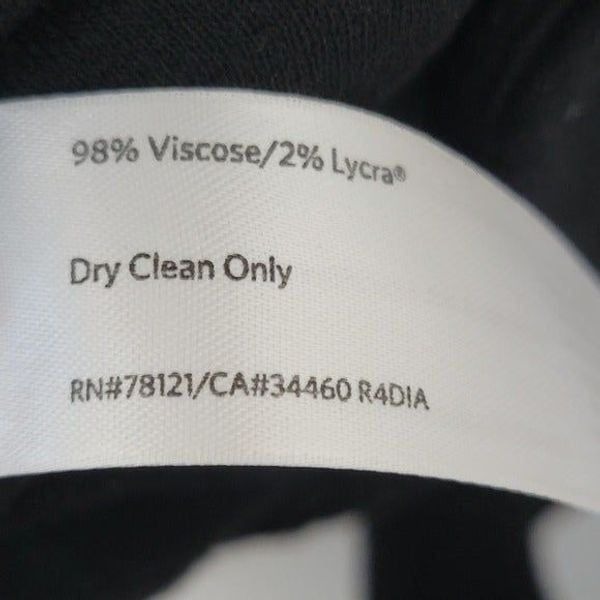 98% Viscose/2% Lycra®
Dry Clean Only
RN#78121/CA#34460 R4DIA